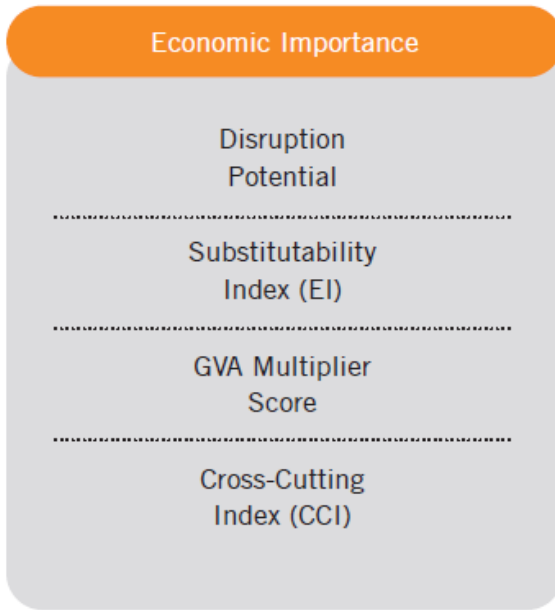 Economic Importance
Disruption
Potential
Substitutability
Index (EI)
GVA Multiplier
Score
Cross-Cutting
Index (CCI)